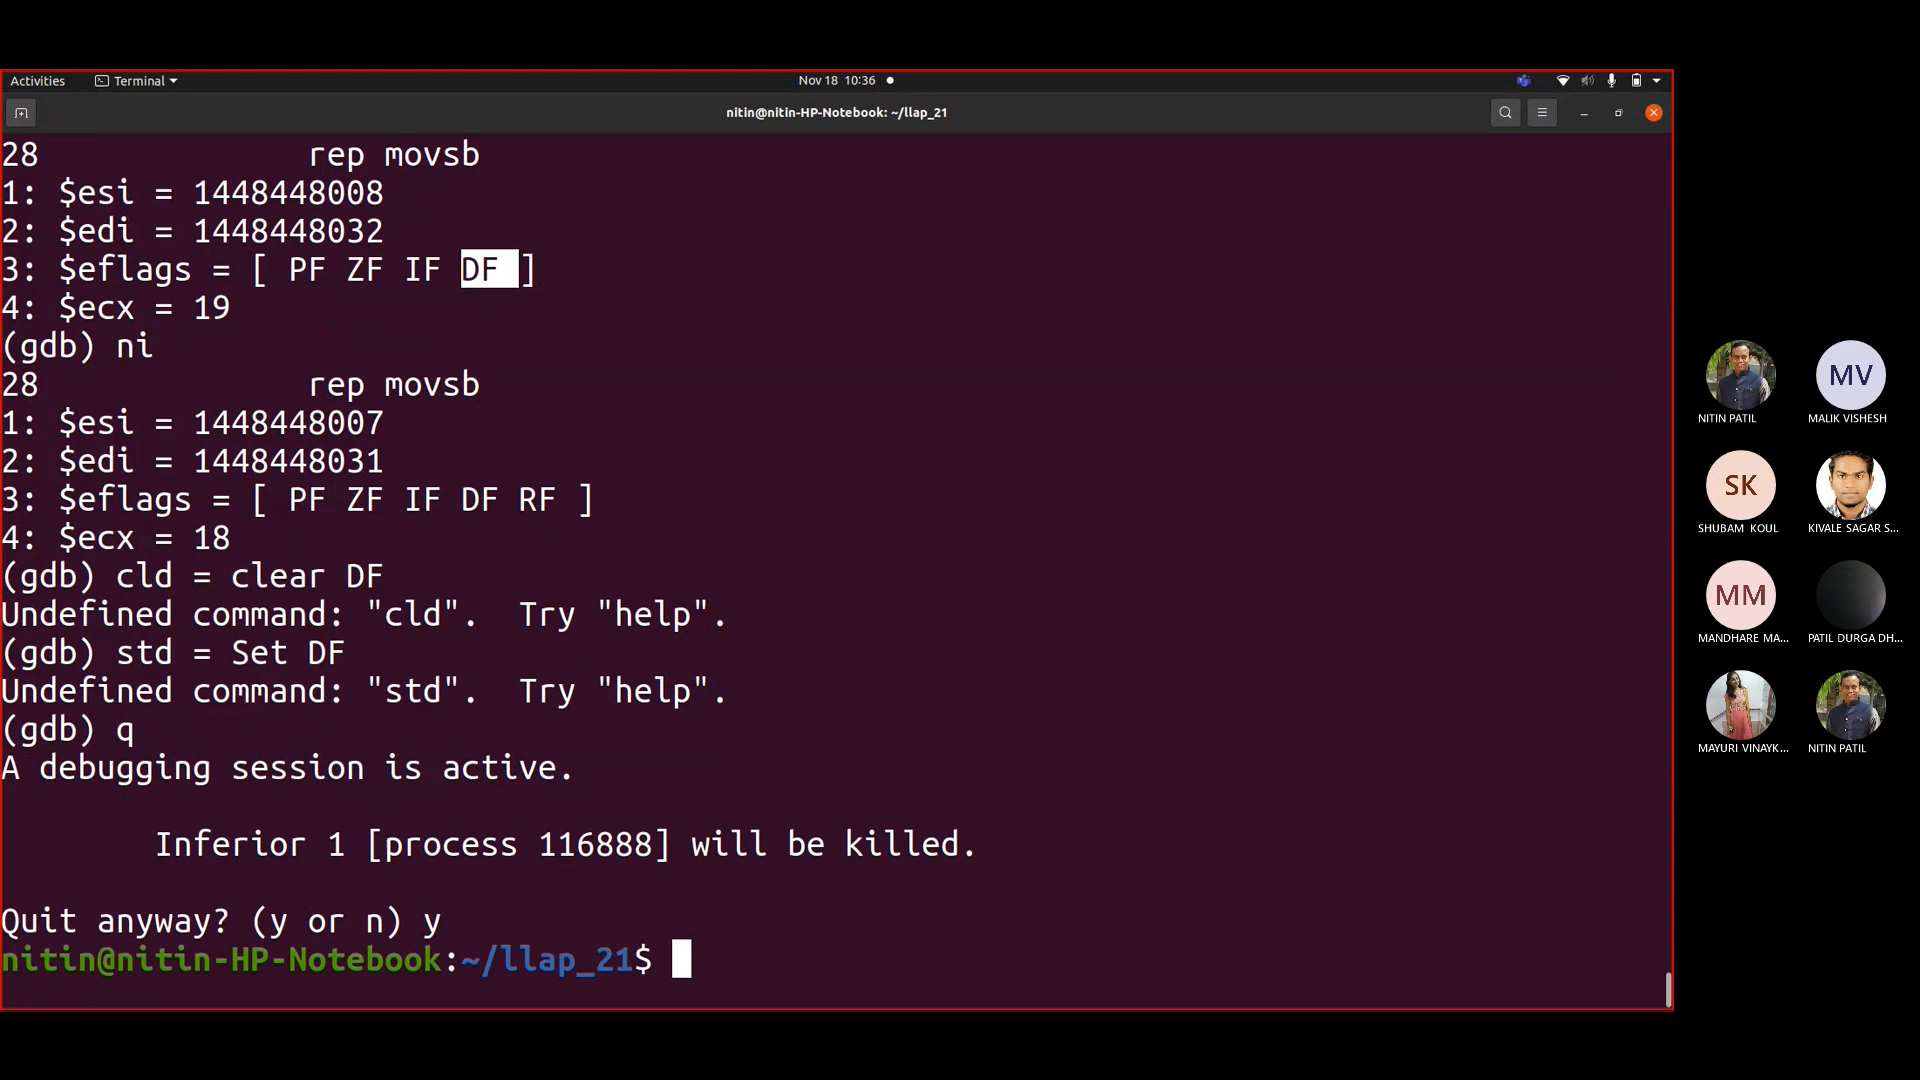 Activities Terminal Nov 18 10:36
nitin@nitin-HP-Notebook: ~/llap_21
28 rep movsb
1: $esi = 1448448008
2: $edi = 1448448032
3: $eflags = [ PF ZF IF DF ]
4: $ecx = 19
(gdb) ni
28 rep movsb
1: $esi = 1448448007
2: $edi = 1448448031
3: $eflags = [ PF ZF IF DF RF ]
4: $ecx = 18
(gdb) cld = clear DF
Undefined command: "cld". Try "help".
(gdb) std = Set DF
Undefined command: "std". Try "help".
(gdb) q
A debugging session is active.
Inferior 1 [process 116888] will be killed.
Quit anyway? (y or n) y
nitin@nitin-HP-Notebook:~/llap_21$
MV
NITIN PATIL MALIK VISHESH
SK
SHUBAM KOUL KIVALE SAGAR S...
MM
MANDHARE MA... PATIL DURGA DH...
MAYURI VINAYK... NITIN PATIL